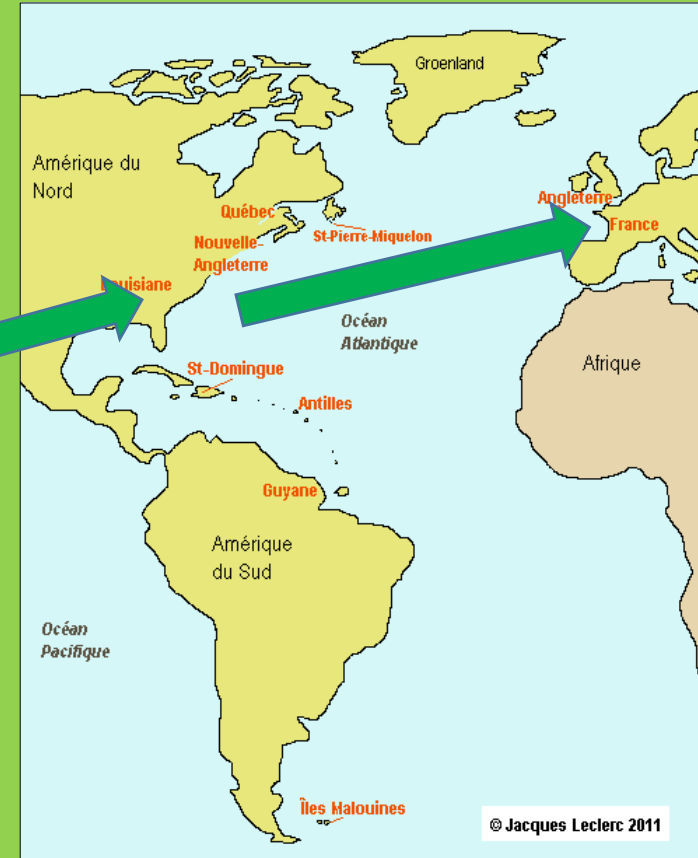 Groenland
Amérique du
Nord
Québec
St-Pierre-Miquelon
Nouvelle-
Angleterre
Angleterre
France
Océan
Atlantique
Afrique
St-Domingue
Antilles
Guyane
Amérique
du Sud
Océan
Pacifique
Îles Malouines
© Jacques Leclerc 2011